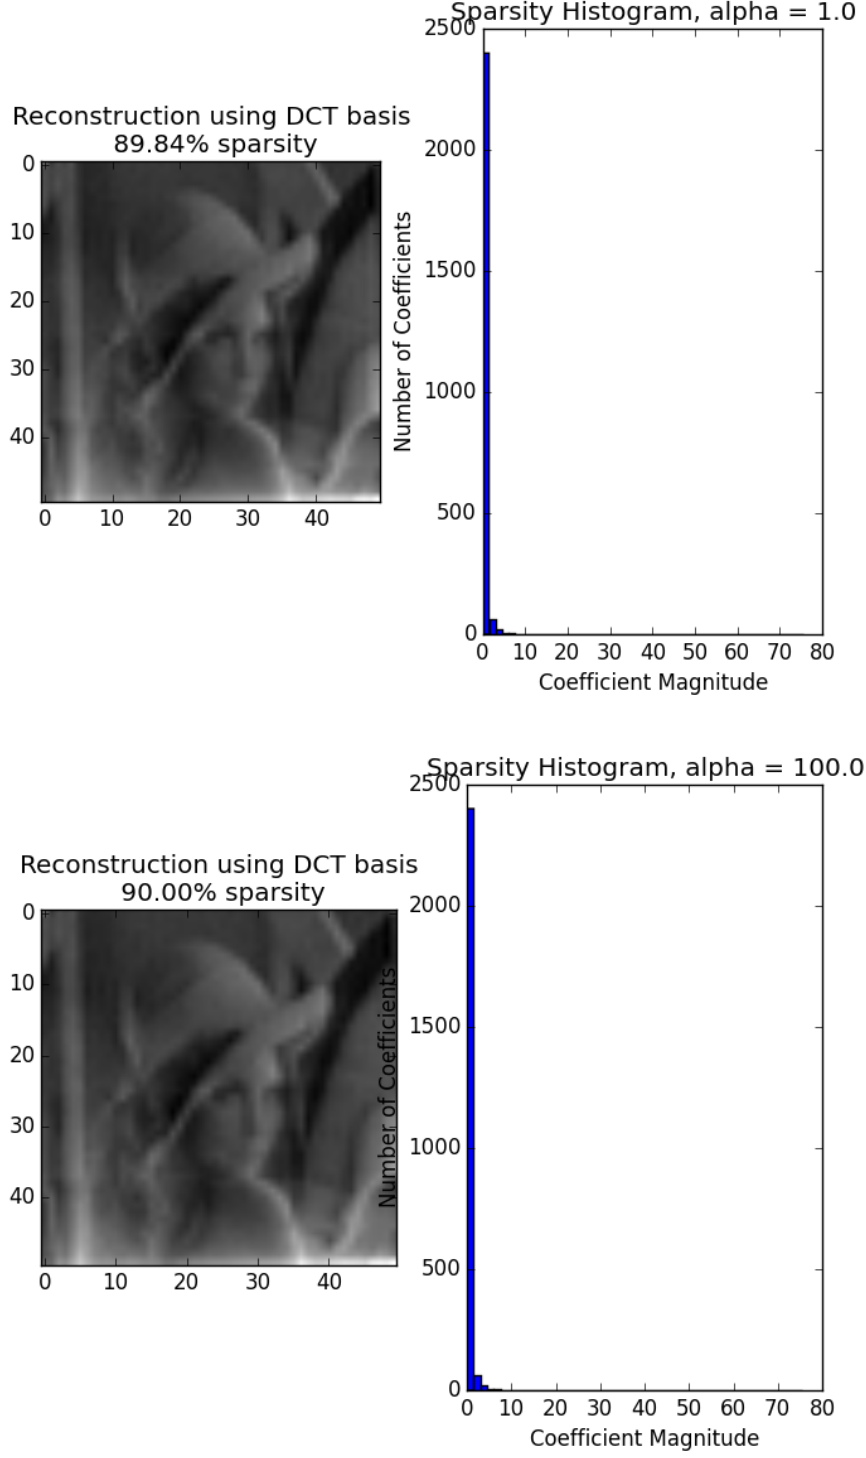 Sparsity Histogram, alpha = 1.0
Reconstruction using DCT basis
89.84% sparsity
0
10
20
30
40
0 10 20 30 40
Number of Coefficients
2500
2000
1500
1000
500
0
0 10 20 30 40 50 60 70 80
Coefficient Magnitude
Sparsity Histogram, alpha = 100.0
Reconstruction using DCT basis
90.00% sparsity
0
10
20
30
40
0 10 20 30 40
Number of Coefficients
2500
2000
1500
1000
500
0
0 10 20 30 40 50 60 70 80
Coefficient Magnitude